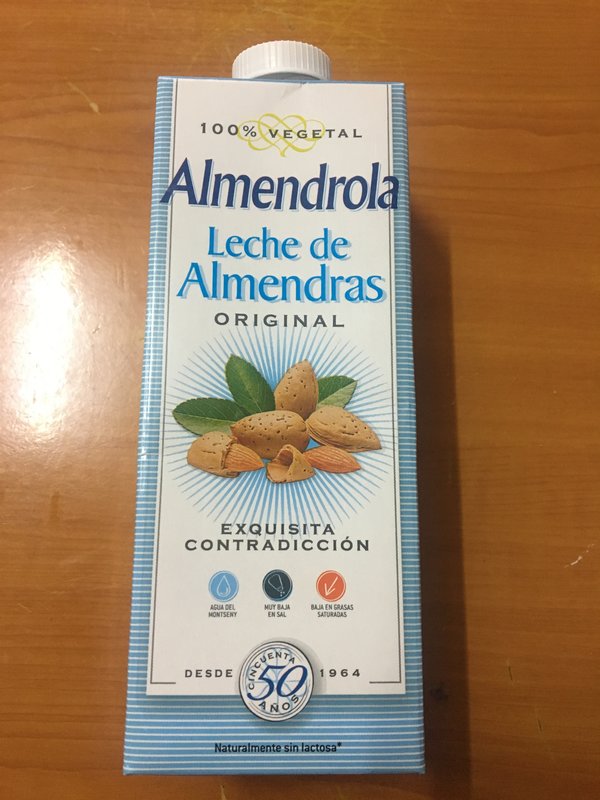 100% VEGETAL
Almendrola
Leche de
Almendras
ORIGINAL
EXQUISITA
CONTRADICCIÓN
AGUA DEL
MONTSENY
MUY BAJA
EN SAL
BAJA EN GRASAS
SATURADAS
DESDE
CINCUENTA
50
AÑOS
1964
Naturalmente sin lactosa*